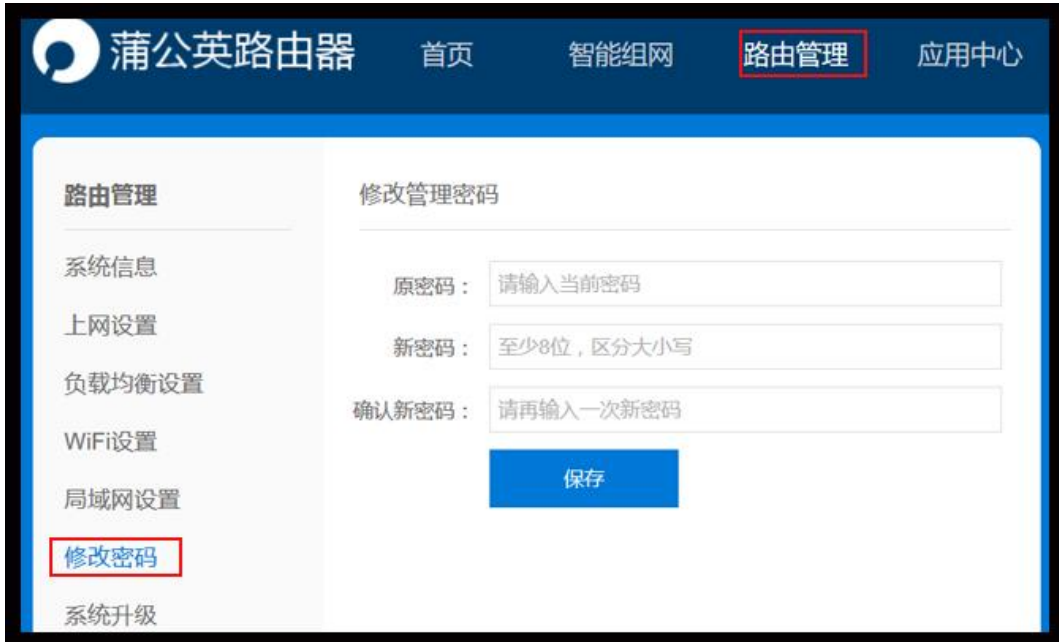 蒲公英路由器 首页 智能组网 路由管理 应用中心
路由管理
系统信息
上网设置
负载均衡设置
WiFi设置
局域网设置
修改密码
系统升级
修改管理密码
原密码： 请输入当前密码
新密码： 至少8位，区分大小写
确认新密码： 请再输入一次新密码
保存